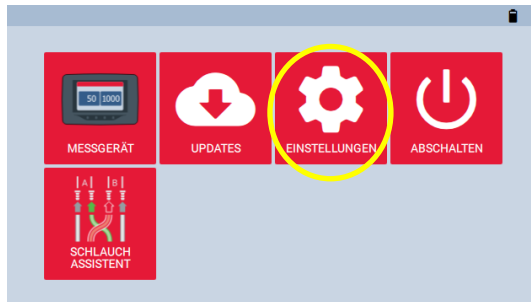 50 1000
MESSGERÄT
UPDATES
EINSTELLUNGEN
ABSCHALTEN
|A| |B|
SCHLAUCH
ASSISTENT